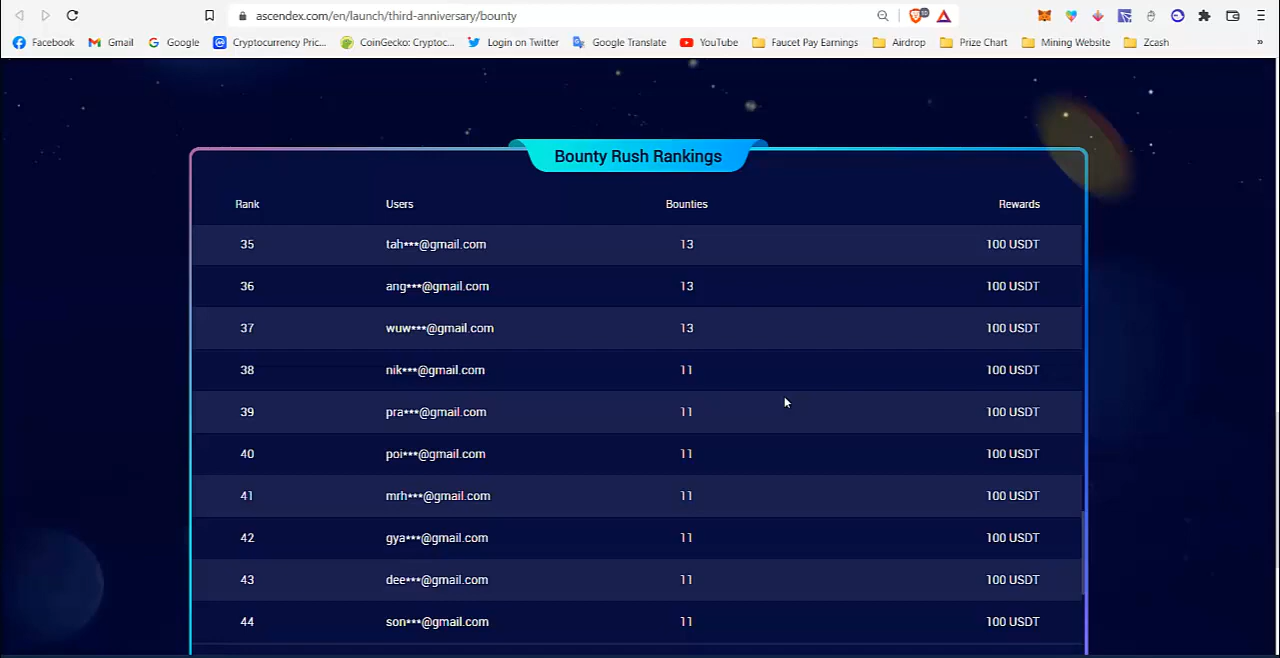 ascendex.com/en/launch/third-anniversary/bounty
Facebook Gmail Google Cryptocurrency Pric... CoinGecko: Cryptoc... Login on Twitter Google Translate YouTube Faucet Pay Earnings Airdrop Prize Chart Mining Website Zcash »
Bounty Rush Rankings
Rank Users Bounties Rewards
35 tah***@gmail.com 13 100 USDT
36 ang***@gmail.com 13 100 USDT
37 wuw***@gmail.com 13 100 USDT
38 nik***@gmail.com 11 100 USDT
39 pra***@gmail.com 11 100 USDT
40 poi***@gmail.com 11 100 USDT
41 mrh***@gmail.com 11 100 USDT
42 gya***@gmail.com 11 100 USDT
43 dee***@gmail.com 11 100 USDT
44 son***@gmail.com 11 100 USDT